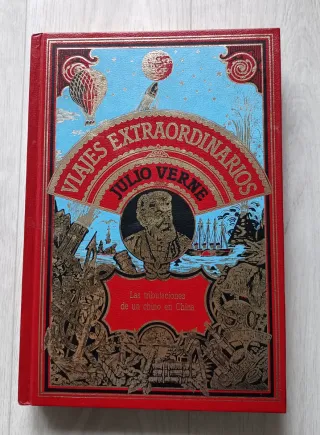 VIAJES EXTRAORDINARIOS
JULIO VERNE
Las tribulaciones
de un chino en China